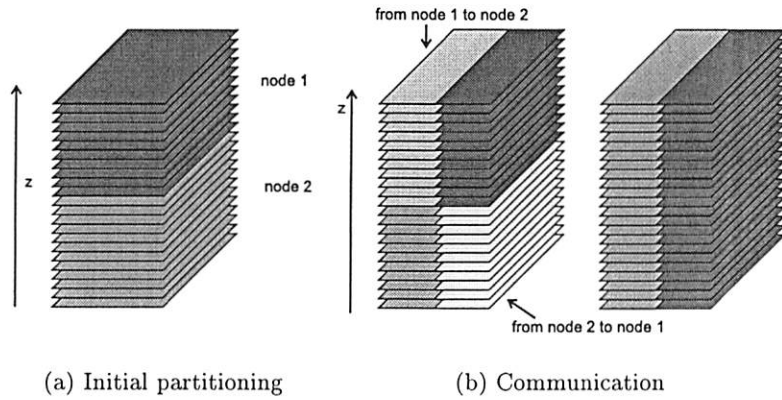 from node 1 to node 2
node 1
z
node 2
z
from node 2 to node 1
(a) Initial partitioning
(b) Communication